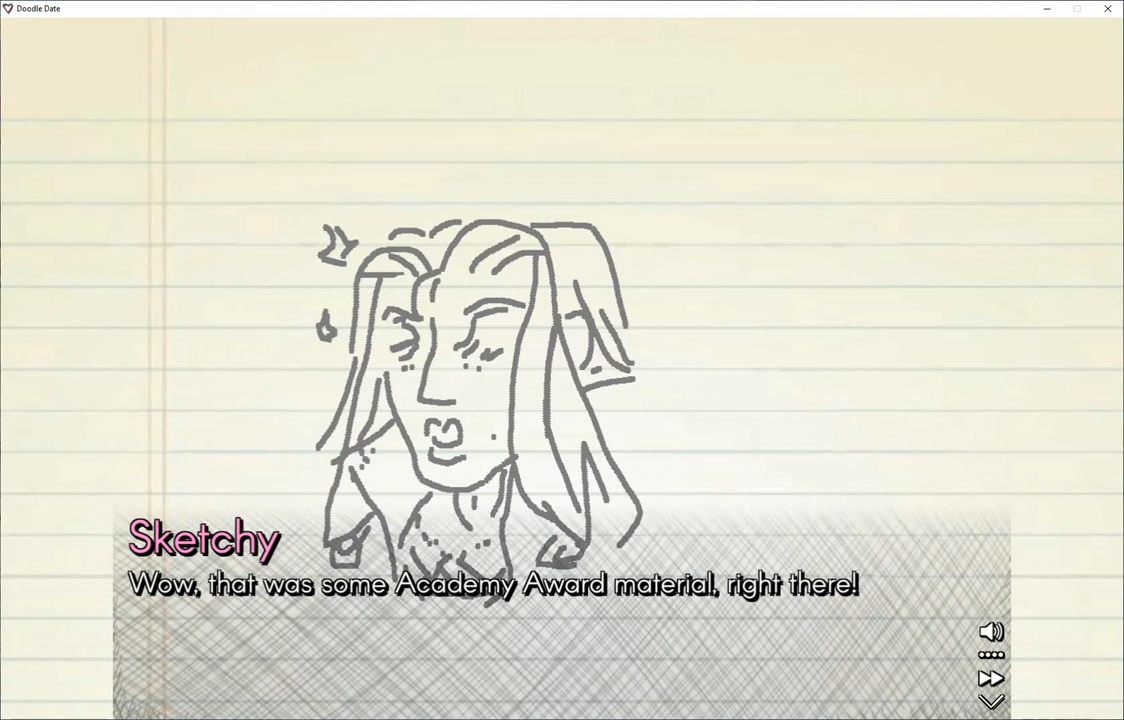 Doodle Date
Sketchy
Wow, that was some Academy Award material, right there!